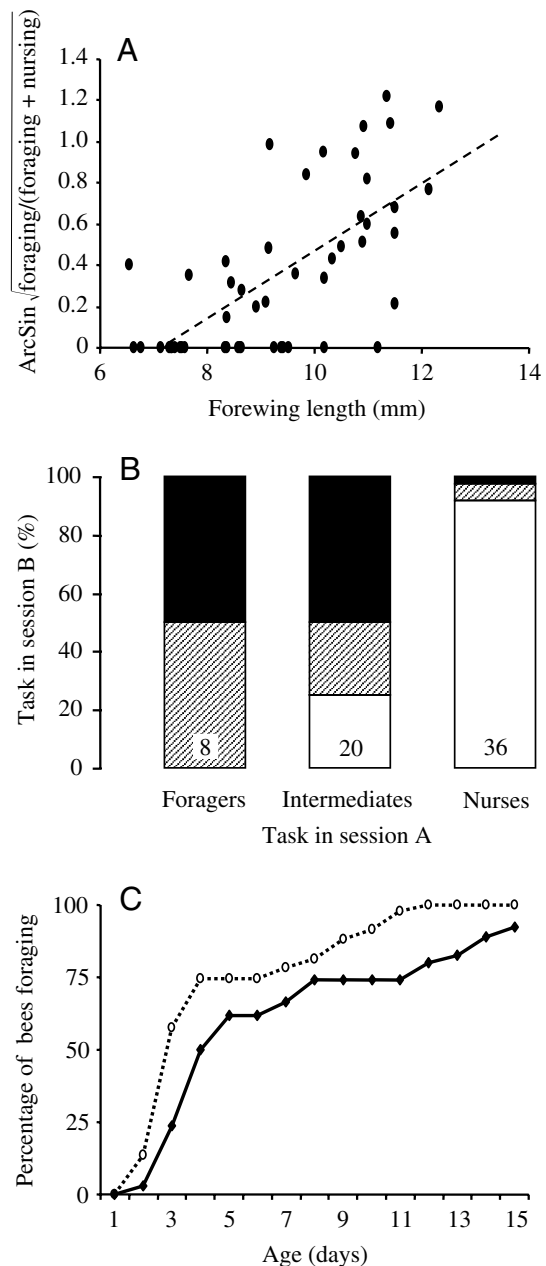 A
ArcSin √foraging/(foraging + nursing)
1.4
1.2
1.0
0.8
0.6
0.4
0.2
0
6 8 10 12 14
Forewing length (mm)
B
Task in session B (%)
100
80
60
40
20
0
8 20 36
Foragers Intermediates Nurses
Task in session A
C
Percentage of bees foraging
100
75
50
25
0
1 3 5 7 9 11 13 15
Age (days)